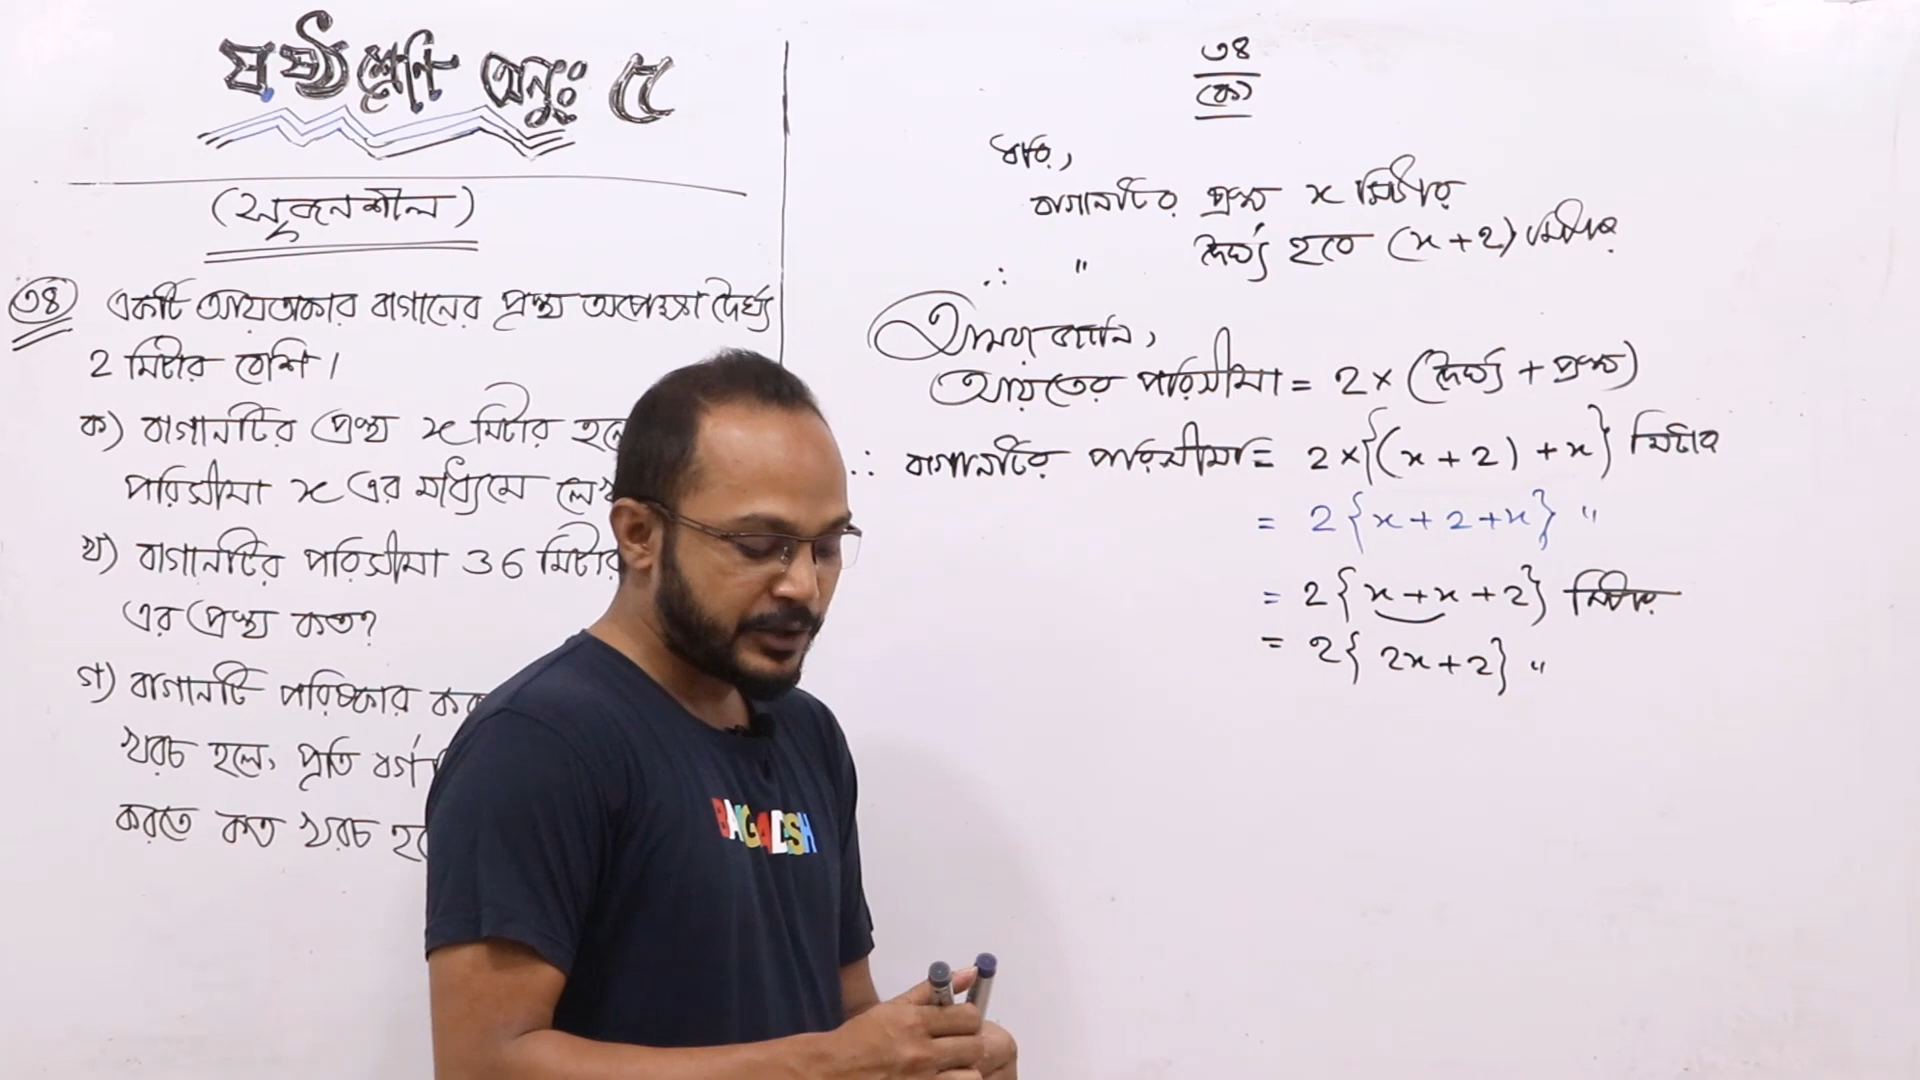 ষষ্ঠ শ্রেণি অনুঃ ৫
(সৃজনশীল)
৩৪ একটি আয়তাকার বাগানের প্রস্থ অপেক্ষা দৈর্ঘ্য
2 মিটার বেশি।
ক) বাগানটির প্রস্থ x মিটার হলে
পরিসীমা x এর মাধ্যমে লেখ
খ) বাগানটির পরিসীমা 36 মিটার
এর প্রস্থ কত?
গ) বাগানটি পরিষ্কার কর
খরচ হলে, প্রতি বর্গ
করতে কত খরচ হ
৩৪
(ক)
ধরি,
বাগানটির প্রস্থ x মিটার
∴ " দৈর্ঘ্য হবে (x+2) মিটার
আমরা জানি,
আয়তের পরিসীমা = 2 × (দৈর্ঘ্য + প্রস্থ)
∴ বাগানটির পরিসীমা = 2 × {(x + 2) + x} মিটার
= 2 {x + 2 + x} "
= 2 {x + x + 2} মিটার
= 2 { 2x + 2} "
BANGLADESH